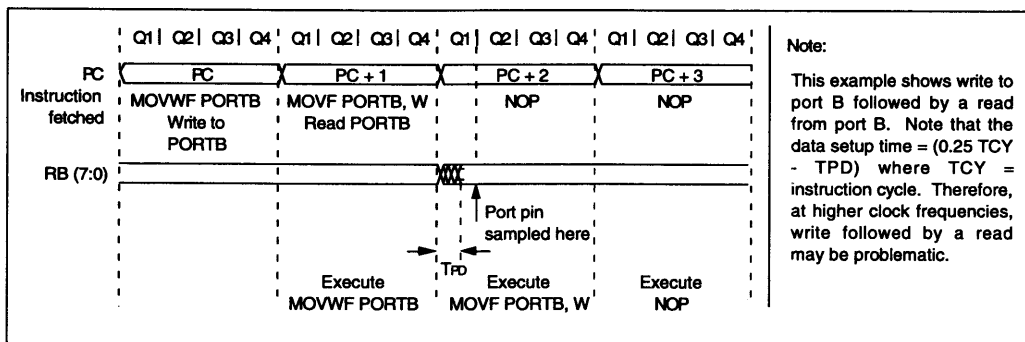 Q1| Q2| Q3| Q4 Q1| Q2| Q3| Q4 Q1| Q2| Q3| Q4 Q1| Q2| Q3| Q4
PC PC PC + 1 PC + 2 PC + 3
Instruction fetched
MOVWF PORTB
Write to
PORTB
MOVF PORTB, W
Read PORTB
NOP
NOP
RB (7:0)
Port pin
sampled here
TPD
Execute
MOVWF PORTB
Execute
MOVF PORTB, W
Execute
NOP
Note:
This example shows write to
port B followed by a read
from port B. Note that the
data setup time = (0.25 TCY
- TPD) where TCY =
instruction cycle. Therefore,
at higher clock frequencies,
write followed by a read
may be problematic.